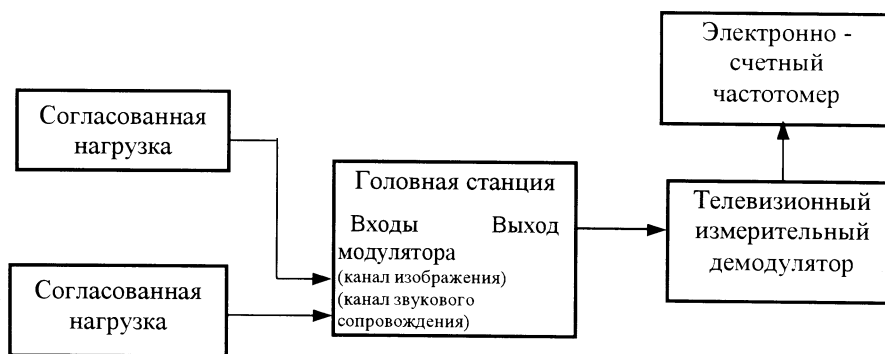 Электронно -
счетный
частотомер
Согласованная
нагрузка
Головная станция
Входы Выход
модулятора
(канал изображения)
(канал звукового
сопровождения)
Телевизионный
измерительный
демодулятор
Согласованная
нагрузка